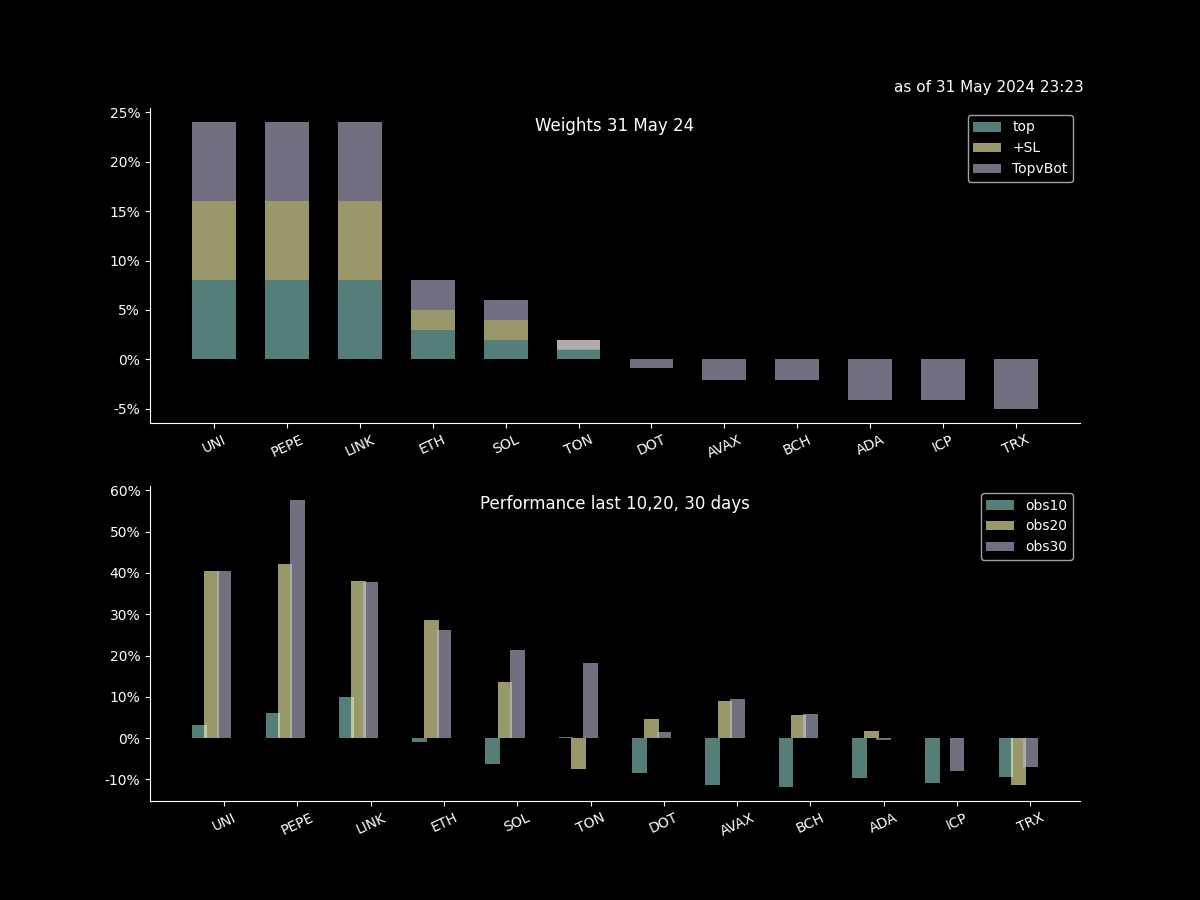 as of 31 May 2024 23:23
Weights 31 May 24
top
+SL
TopvBot
25%
20%
15%
10%
5%
0%
-5%
UNI PEPE LINK ETH SOL TON DOT AVAX BCH ADA ICP TRX
Performance last 10,20, 30 days
obs10
obs20
obs30
60%
50%
40%
30%
20%
10%
0%
-10%
UNI PEPE LINK ETH SOL TON DOT AVAX BCH ADA ICP TRX